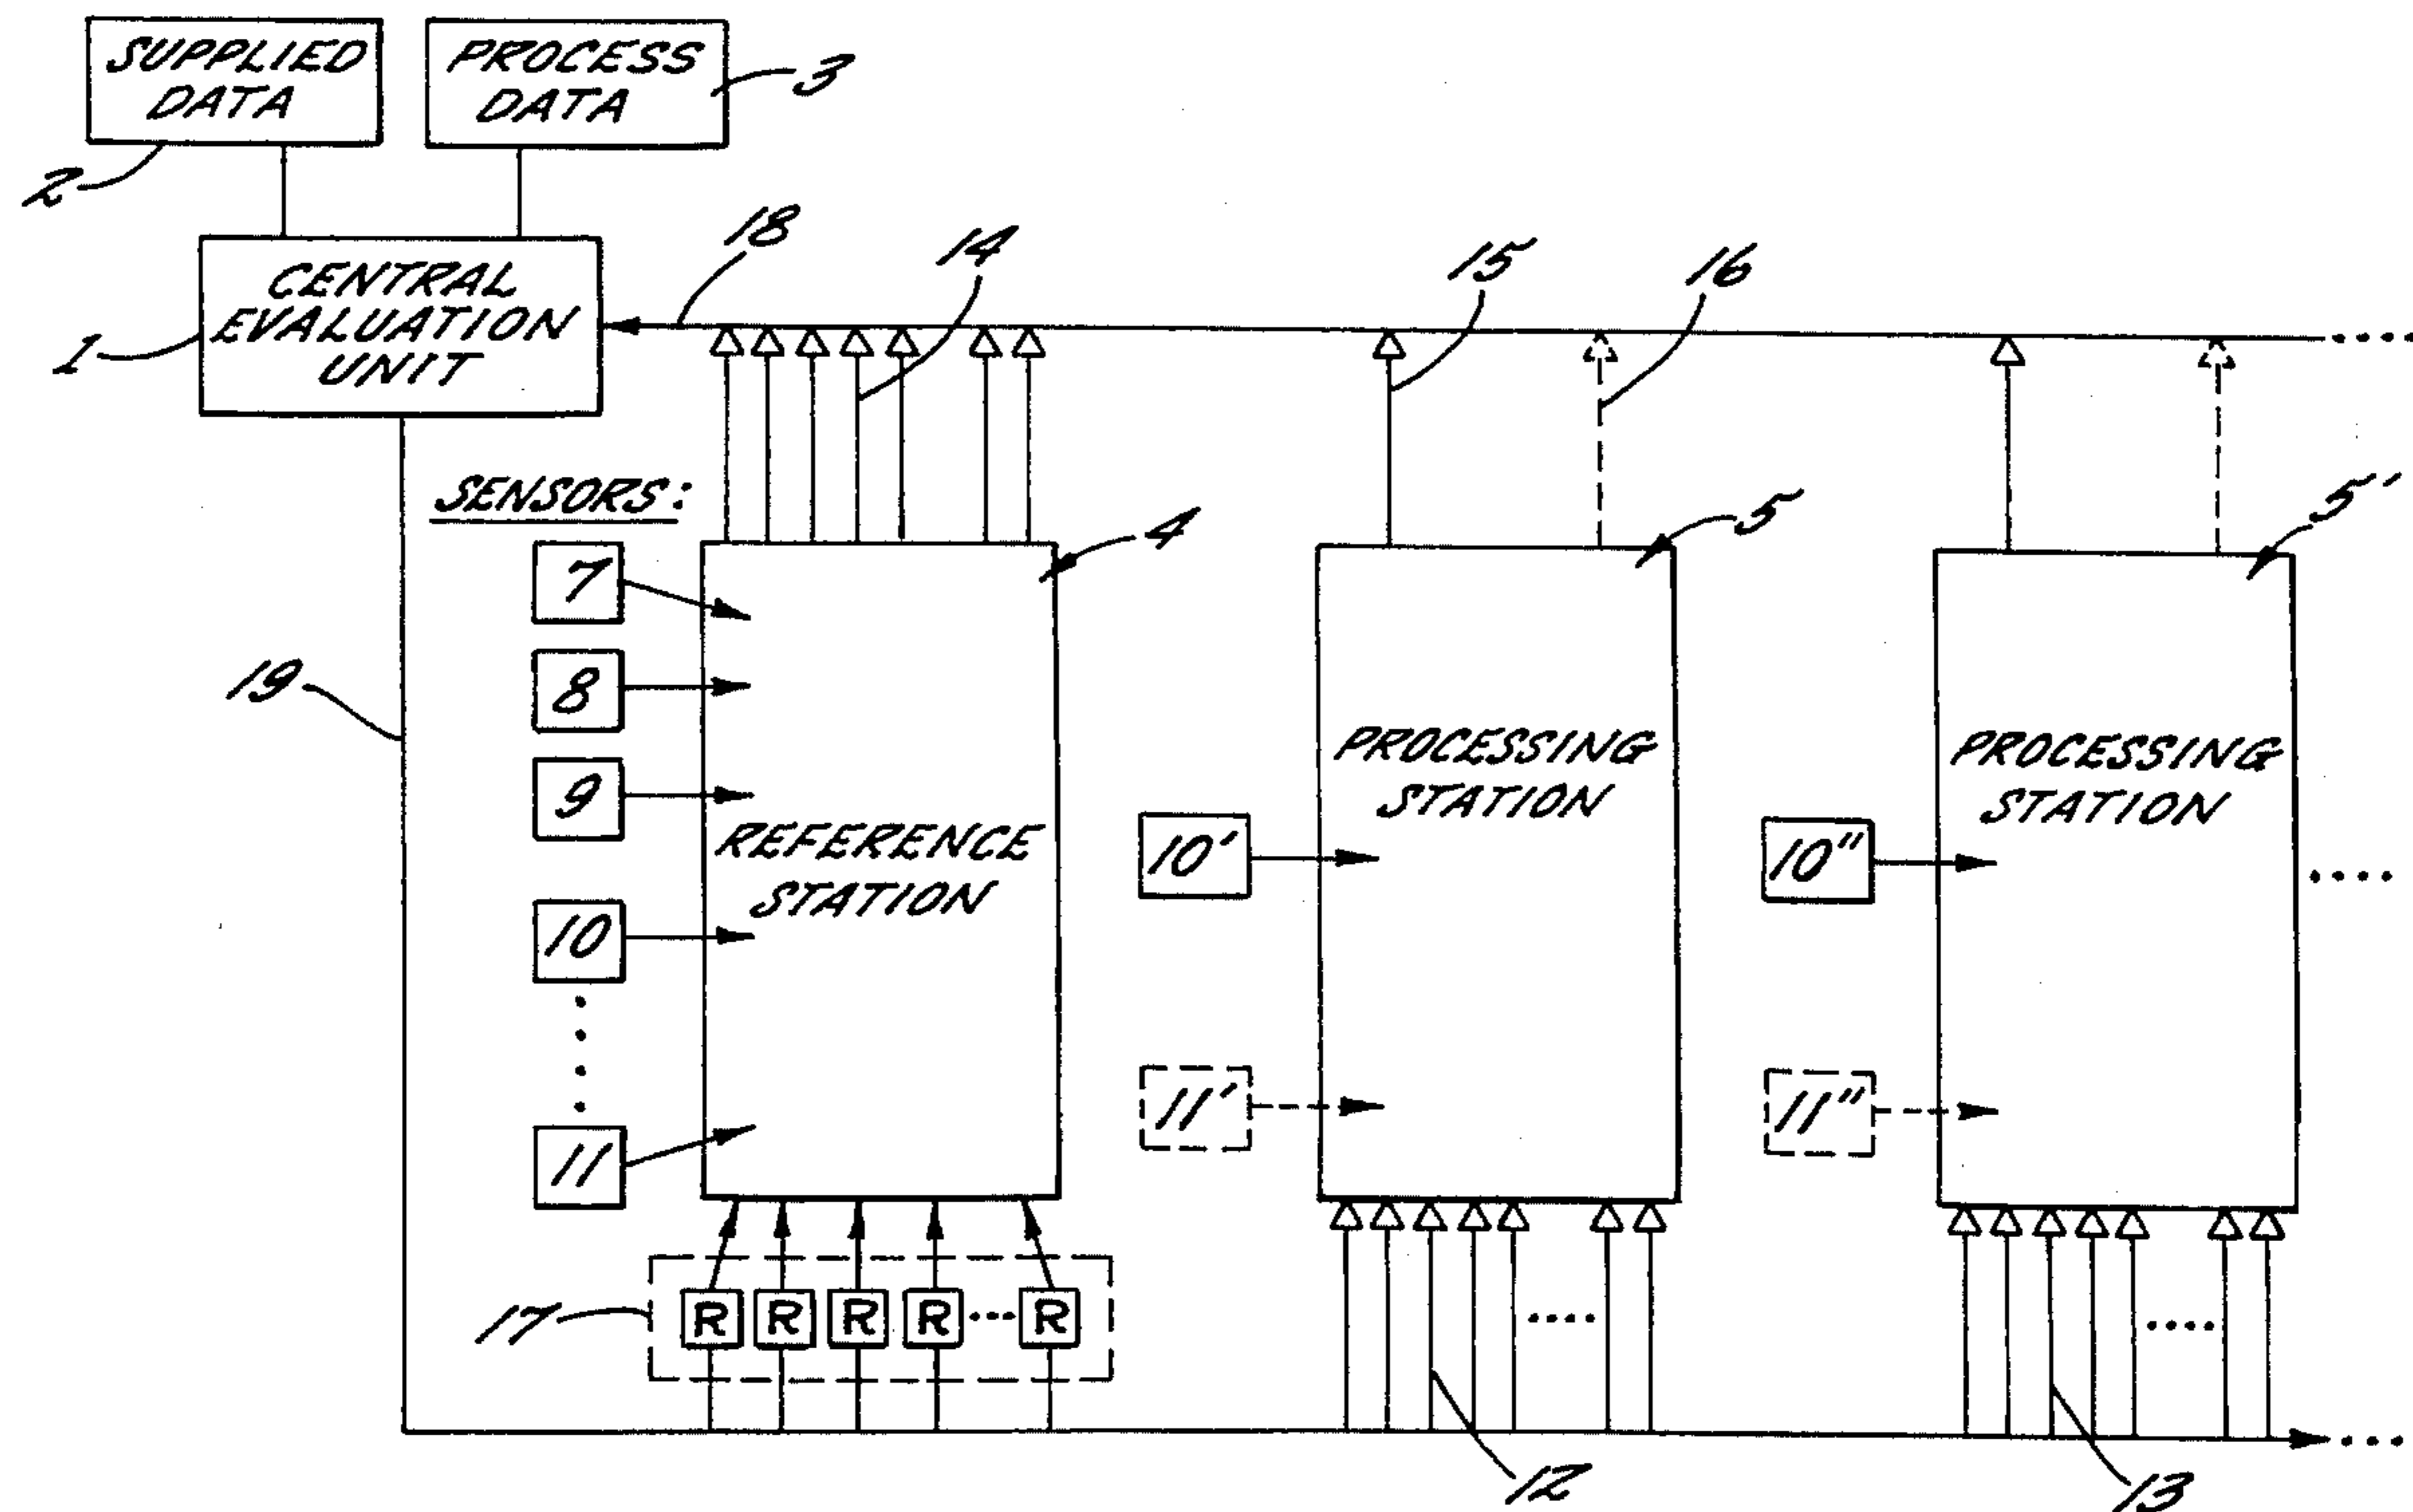 SUPPLIED
DATA
PROCESS
DATA
3
2
CENTRAL
EVALUATION
UNIT
1
18
14
15
16
SENSORS:
4
5
5'
7
8
9
10
11
19
REFERENCE
STATION
PROCESSING
STATION
PROCESSING
STATION
10'
10"
11'
11"
17
R R R R ... R
....
....
....
....
....
12
13